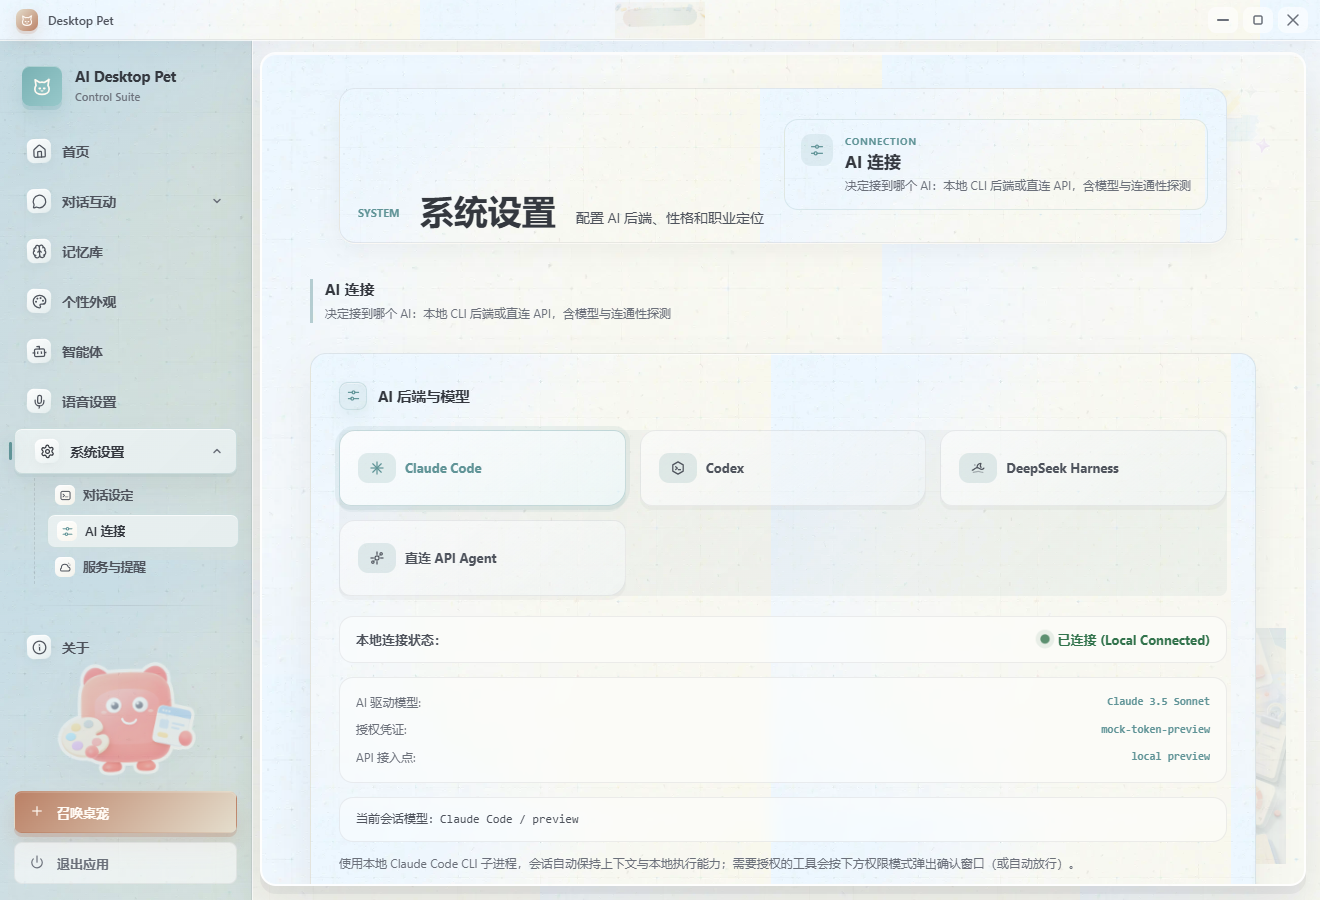 Desktop Pet
AI Desktop Pet
Control Suite
首页
对话互动
记忆库
个性外观
智能体
语音设置
系统设置
对话设定
AI 连接
服务与提醒
关于
召唤桌宠
退出应用
SYSTEM
系统设置
配置 AI 后端、性格和职业定位
CONNECTION
AI 连接
决定接到哪个 AI：本地 CLI 后端或直连 API，含模型与连通性探测
AI 连接
决定接到哪个 AI：本地 CLI 后端或直连 API，含模型与连通性探测
AI 后端与模型
Claude Code
Codex
DeepSeek Harness
直连 API Agent
本地连接状态:
已连接 (Local Connected)
AI 驱动模型:
Claude 3.5 Sonnet
授权凭证:
mock-token-preview
API 接入点:
local preview
当前会话模型: Claude Code / preview
使用本地 Claude Code CLI 子进程，会话自动保持上下文与本地执行能力；需要授权的工具会按下方权限模式弹出确认窗口（或自动放行）。